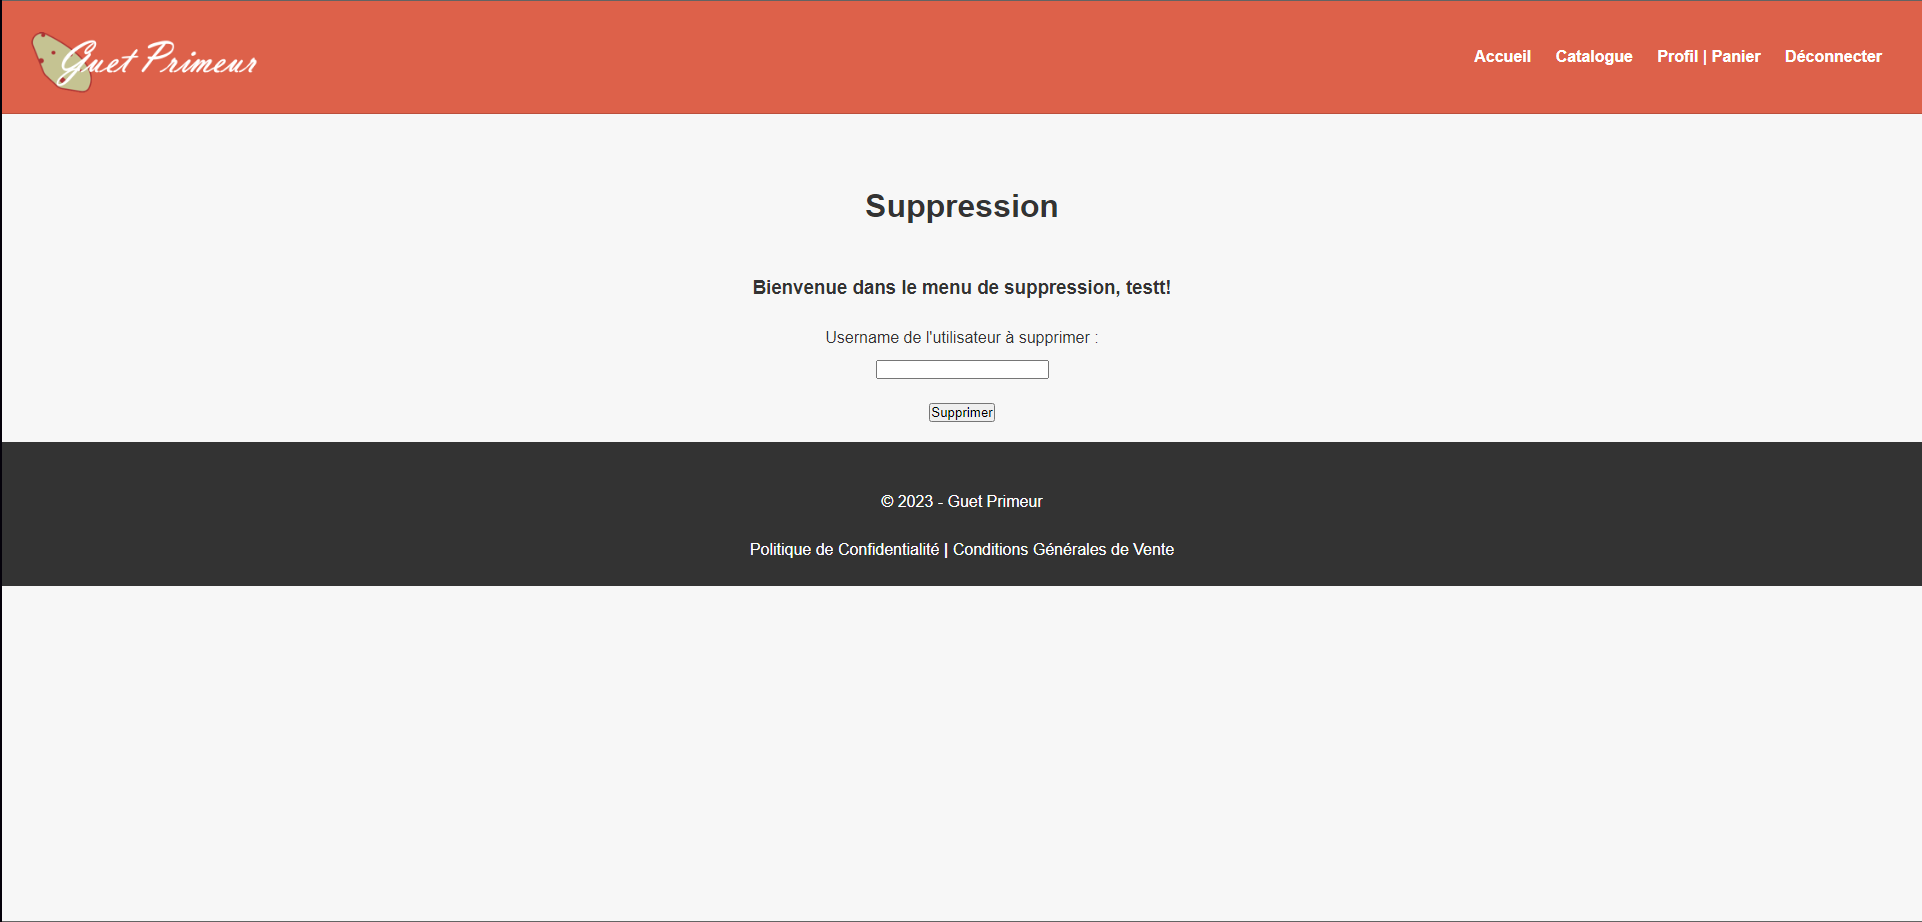 Guet Primeur
Accueil Catalogue Profil | Panier Déconnecter
Suppression
Bienvenue dans le menu de suppression, testt!
Username de l'utilisateur à supprimer :
Supprimer
© 2023 - Guet Primeur
Politique de Confidentialité | Conditions Générales de Vente